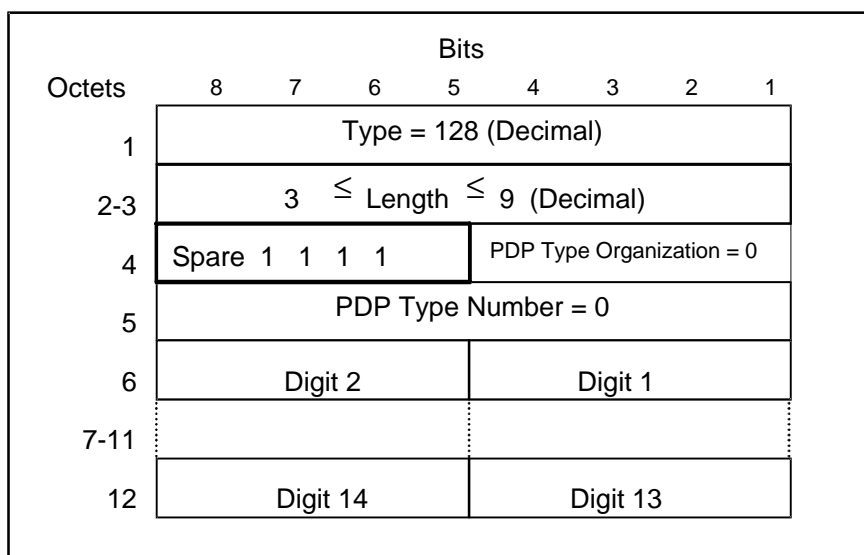 Bits
Octets 8 7 6 5 4 3 2 1
1 Type = 128 (Decimal)
2-3 3 ≤ Length ≤ 9 (Decimal)
4 Spare 1 1 1 1 PDP Type Organization = 0
5 PDP Type Number = 0
6 Digit 2 Digit 1
7-11
12 Digit 14 Digit 13